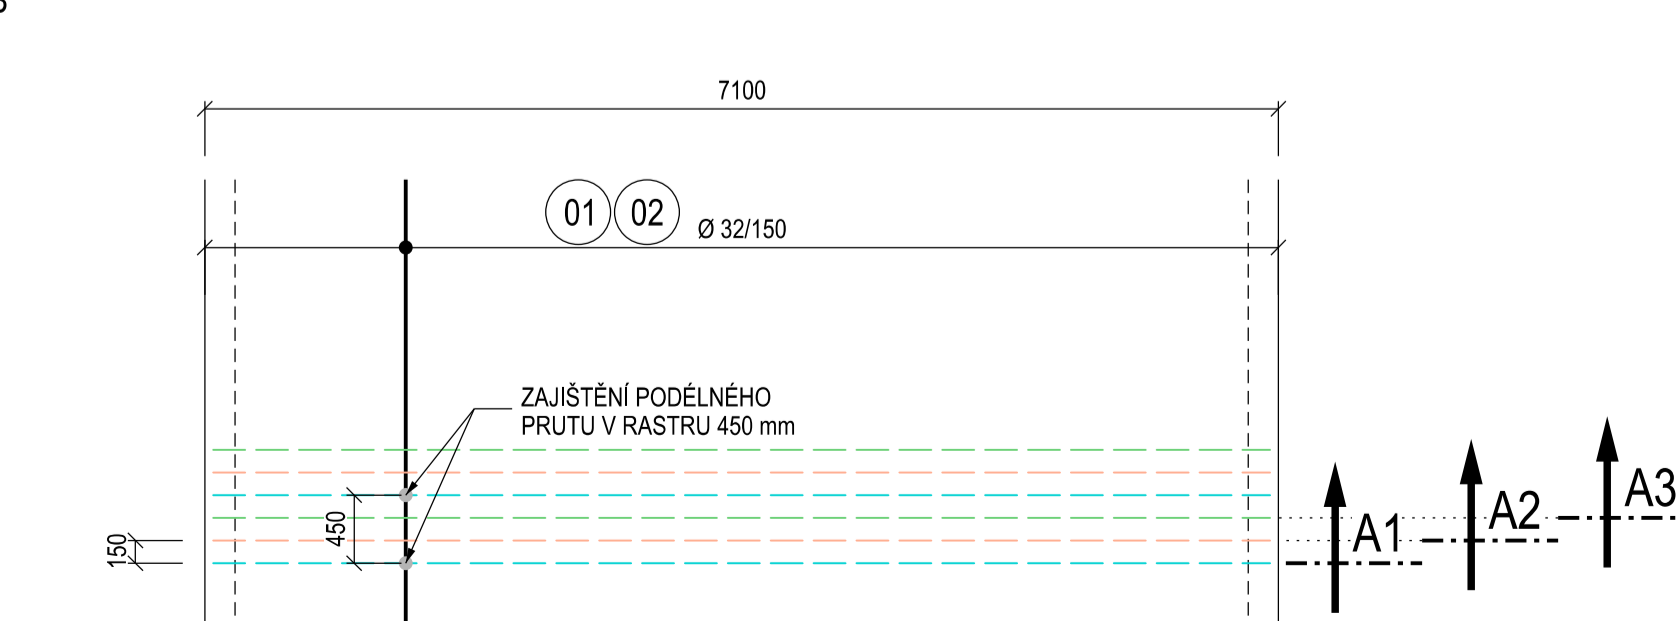 7100
01 02 Ø 32/150
ZAJIŠTĚNÍ PODÉLNÉHO
PRUTU V RASTRU 450 mm
450
150
A1
A2
A3